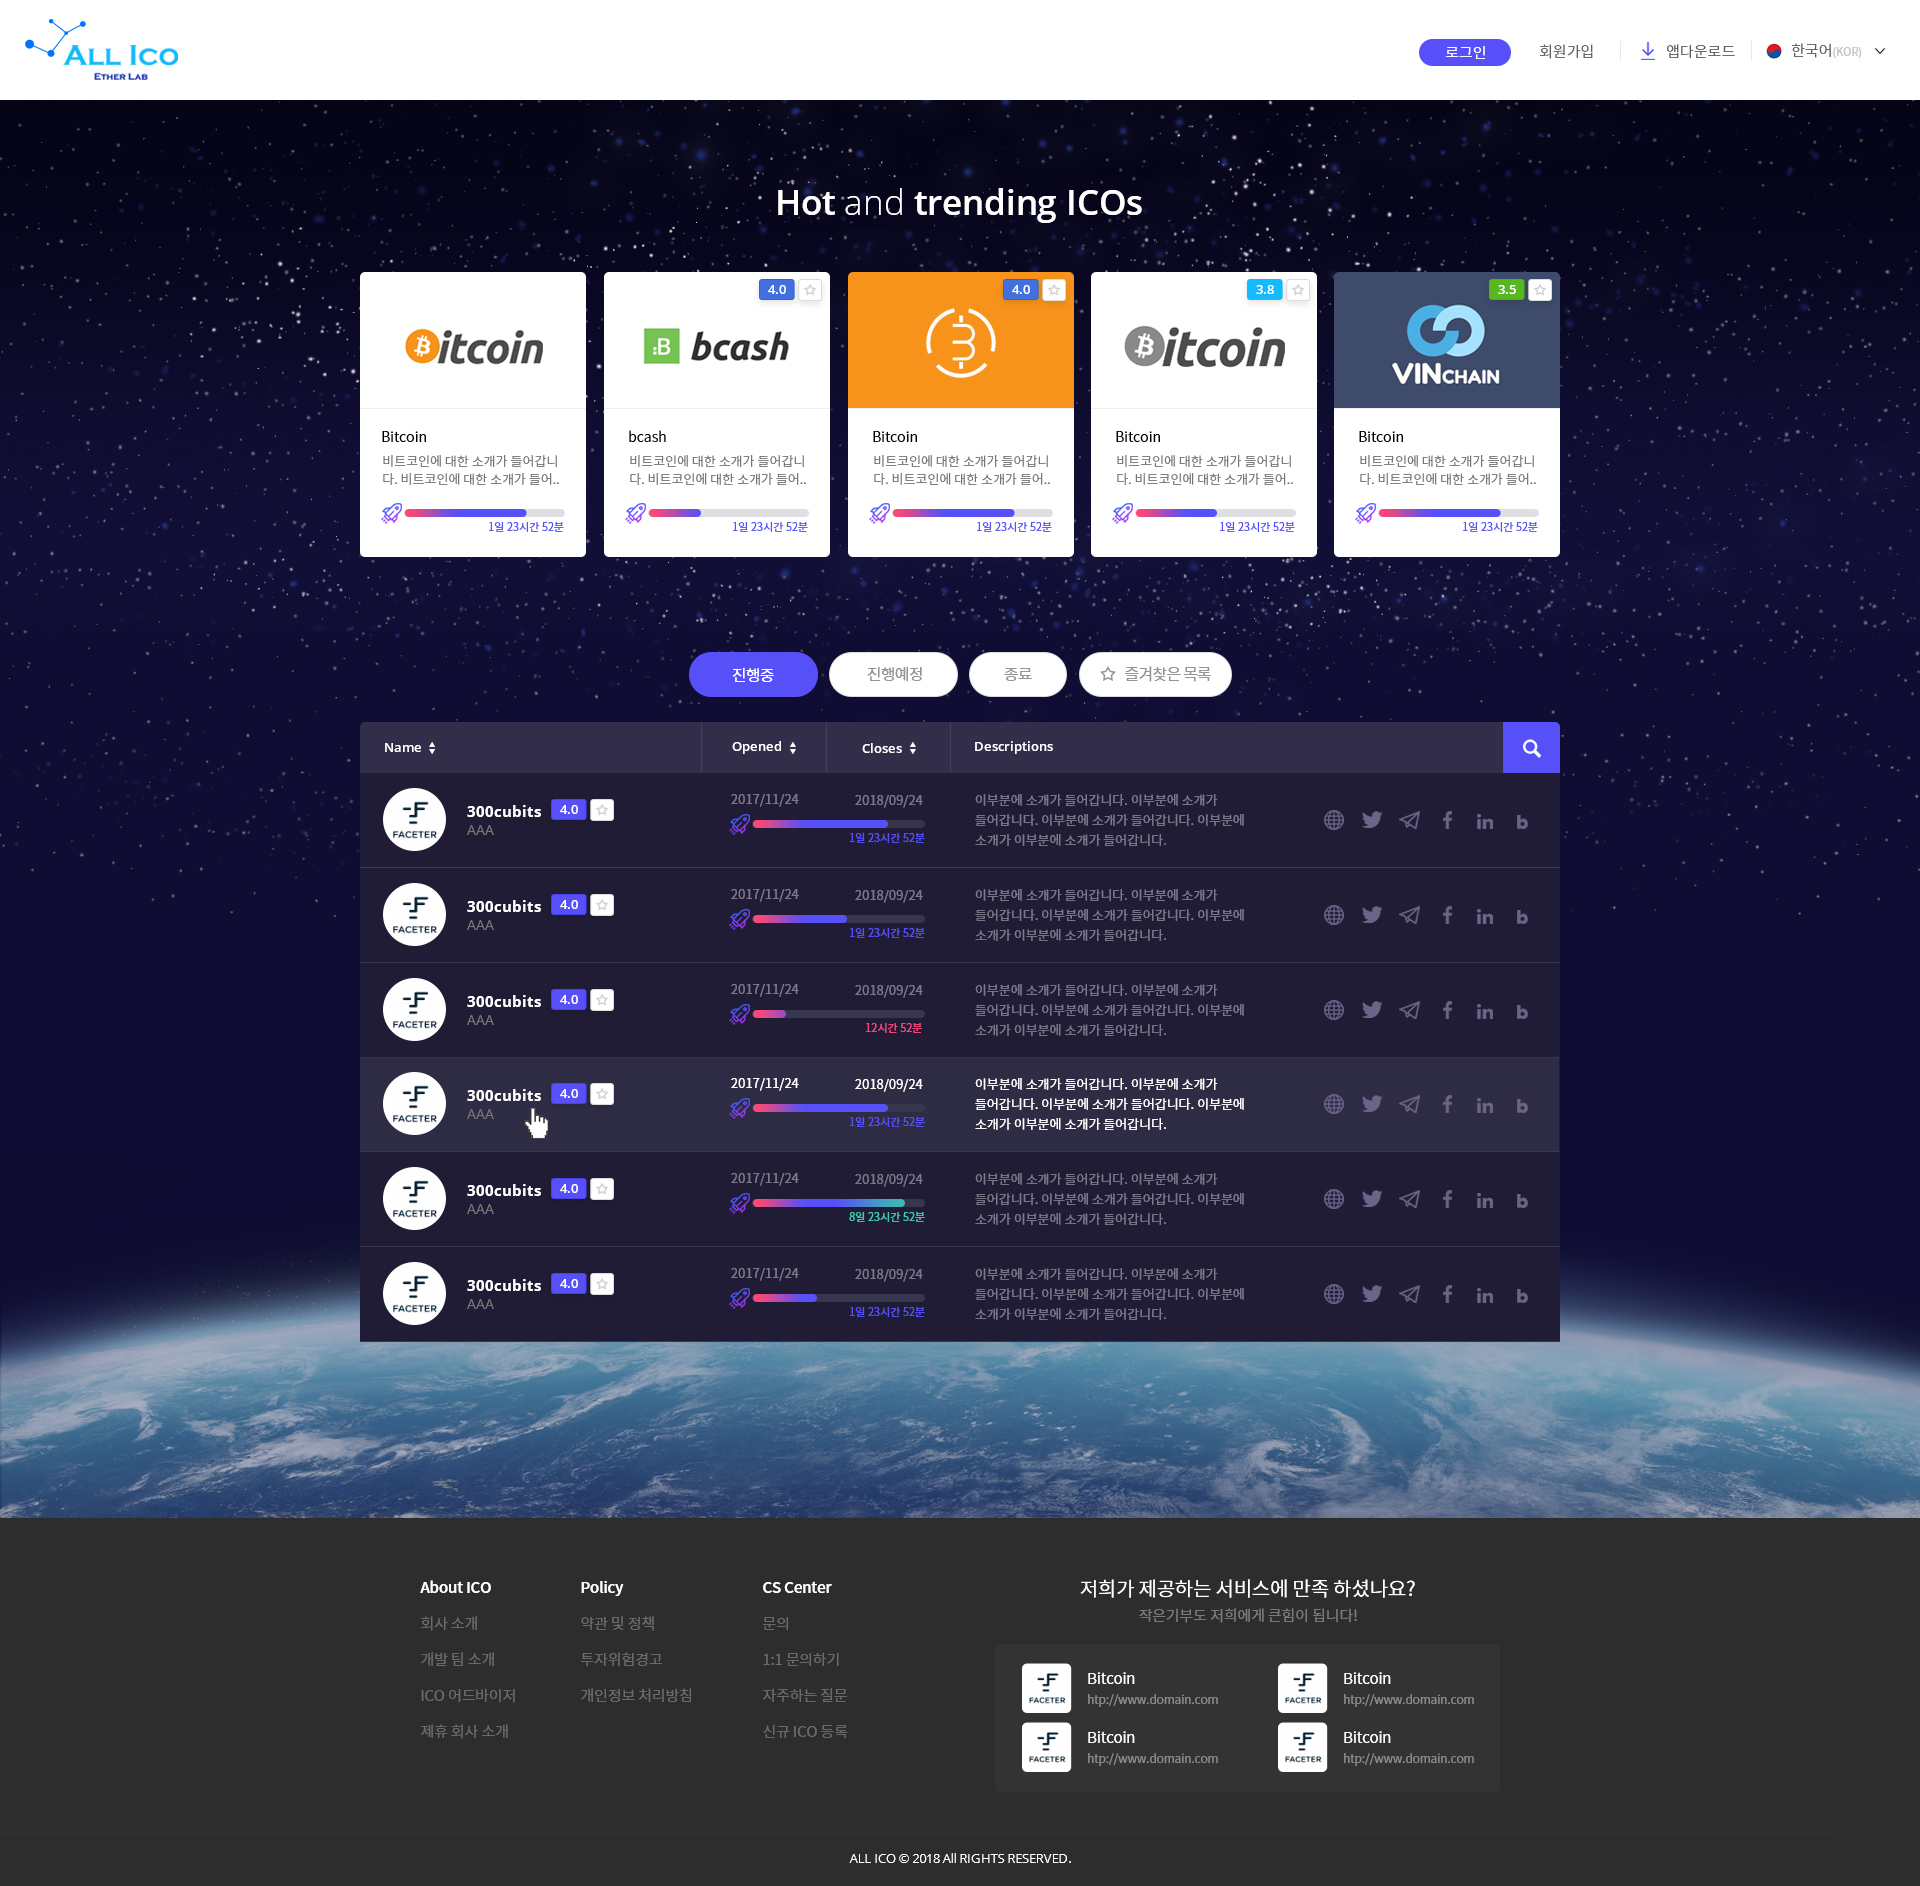 ALL ICO
ETHER LAB
로그인
회원가입
앱다운로드
한국어(KOR)
Hot and trending ICOs
Bitcoin
Bitcoin
비트코인에 대한 소개가 들어갑니
다. 비트코인에 대한 소개가 들어..
1일 23시간 52분
4.0
bcash
bcash
비트코인에 대한 소개가 들어갑니
다. 비트코인에 대한 소개가 들어..
1일 23시간 52분
4.0
Bitcoin
비트코인에 대한 소개가 들어갑니
다. 비트코인에 대한 소개가 들어..
1일 23시간 52분
3.8
Bitcoin
Bitcoin
비트코인에 대한 소개가 들어갑니
다. 비트코인에 대한 소개가 들어..
1일 23시간 52분
3.5
VINCHAIN
Bitcoin
비트코인에 대한 소개가 들어갑니
다. 비트코인에 대한 소개가 들어..
1일 23시간 52분
진행중
진행예정
종료
즐겨찾은 목록
Name
Opened
Closes
Descriptions
FACETER
300cubits
4.0
AAA
2017/11/24
2018/09/24
1일 23시간 52분
이부분에 소개가 들어갑니다. 이부분에 소개가
들어갑니다. 이부분에 소개가 들어갑니다. 이부분에
소개가 이부분에 소개가 들어갑니다.
FACETER
300cubits
4.0
AAA
2017/11/24
2018/09/24
1일 23시간 52분
이부분에 소개가 들어갑니다. 이부분에 소개가
들어갑니다. 이부분에 소개가 들어갑니다. 이부분에
소개가 이부분에 소개가 들어갑니다.
FACETER
300cubits
4.0
AAA
2017/11/24
2018/09/24
12시간 52분
이부분에 소개가 들어갑니다. 이부분에 소개가
들어갑니다. 이부분에 소개가 들어갑니다. 이부분에
소개가 이부분에 소개가 들어갑니다.
FACETER
300cubits
4.0
AAA
2017/11/24
2018/09/24
1일 23시간 52분
이부분에 소개가 들어갑니다. 이부분에 소개가
들어갑니다. 이부분에 소개가 들어갑니다. 이부분에
소개가 이부분에 소개가 들어갑니다.
FACETER
300cubits
4.0
AAA
2017/11/24
2018/09/24
8일 23시간 52분
이부분에 소개가 들어갑니다. 이부분에 소개가
들어갑니다. 이부분에 소개가 들어갑니다. 이부분에
소개가 이부분에 소개가 들어갑니다.
FACETER
300cubits
4.0
AAA
2017/11/24
2018/09/24
1일 23시간 52분
이부분에 소개가 들어갑니다. 이부분에 소개가
들어갑니다. 이부분에 소개가 들어갑니다. 이부분에
소개가 이부분에 소개가 들어갑니다.
About ICO
회사 소개
개발 팀 소개
ICO 어드바이저
제휴 회사 소개
Policy
약관 및 정책
투자위험경고
개인정보 처리방침
CS Center
문의
1:1 문의하기
자주하는 질문
신규 ICO 등록
저희가 제공하는 서비스에 만족 하셨나요?
작은기부도 저희에게 큰힘이 됩니다!
FACETER
Bitcoin
htp://www.domain.com
FACETER
Bitcoin
htp://www.domain.com
FACETER
Bitcoin
htp://www.domain.com
FACETER
Bitcoin
htp://www.domain.com
ALL ICO © 2018 All RIGHTS RESERVED.